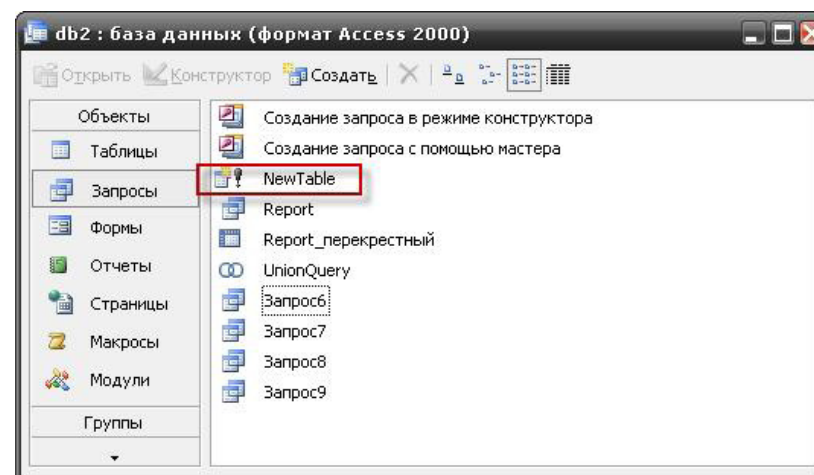 db2 : база данных (формат Access 2000)
Открыть Конструктор Создать
Объекты
Таблицы
Запросы
Формы
Отчеты
Страницы
Макросы
Модули
Группы
Создание запроса в режиме конструктора
Создание запроса с помощью мастера
NewTable
Report
Report_перекрестный
UnionQuery
Запрос6
Запрос7
Запрос8
Запрос9